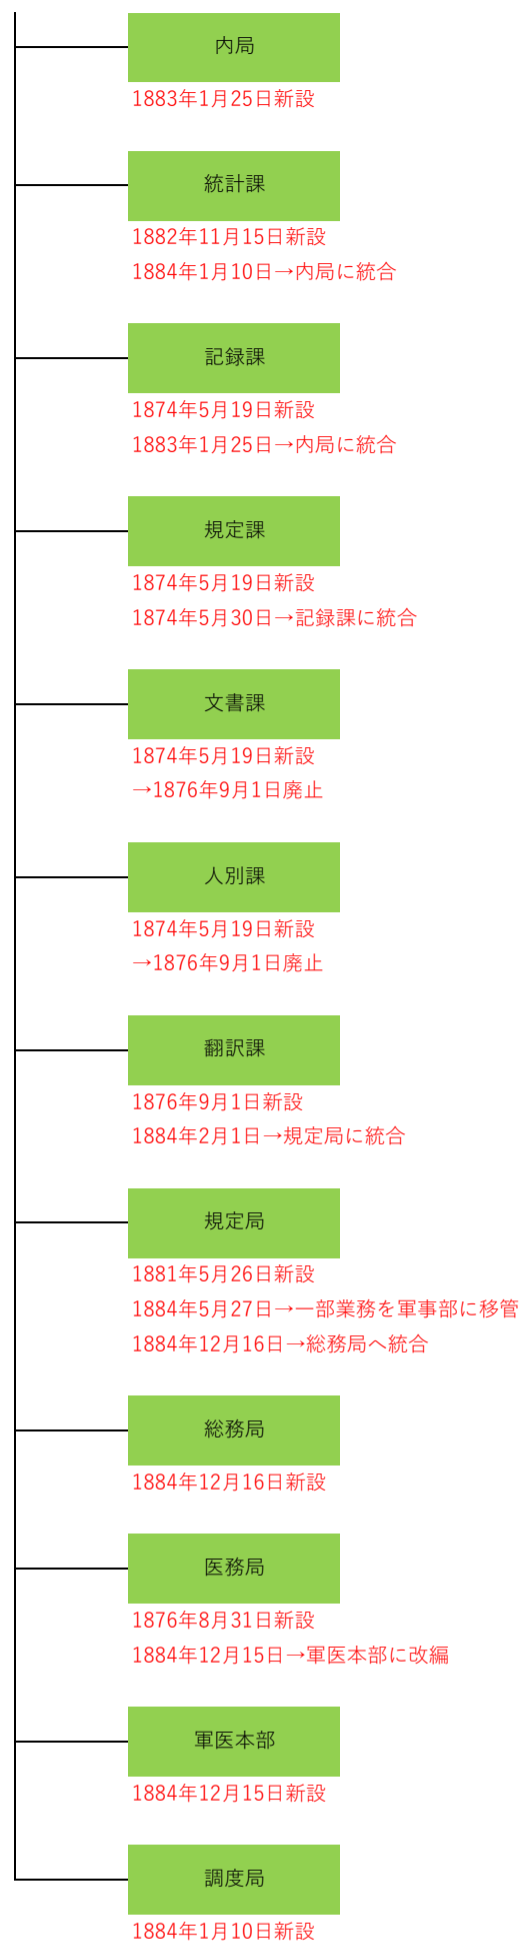 内局
1883年1月25日新設
統計課
1882年11月15日新設
1884年1月10日→内局に統合
記録課
1874年5月19日新設
1883年1月25日→内局に統合
規定課
1874年5月19日新設
1874年5月30日→記録課に統合
文書課
1874年5月19日新設
→1876年9月1日廃止
人別課
1874年5月19日新設
→1876年9月1日廃止
翻訳課
1876年9月1日新設
1884年2月1日→規定局に統合
規定局
1881年5月26日新設
1884年5月27日→一部業務を軍事部に移管
1884年12月16日→総務局へ統合
総務局
1884年12月16日新設
医務局
1876年8月31日新設
1884年12月15日→軍医本部に改編
軍医本部
1884年12月15日新設
調度局
1884年1月10日新設